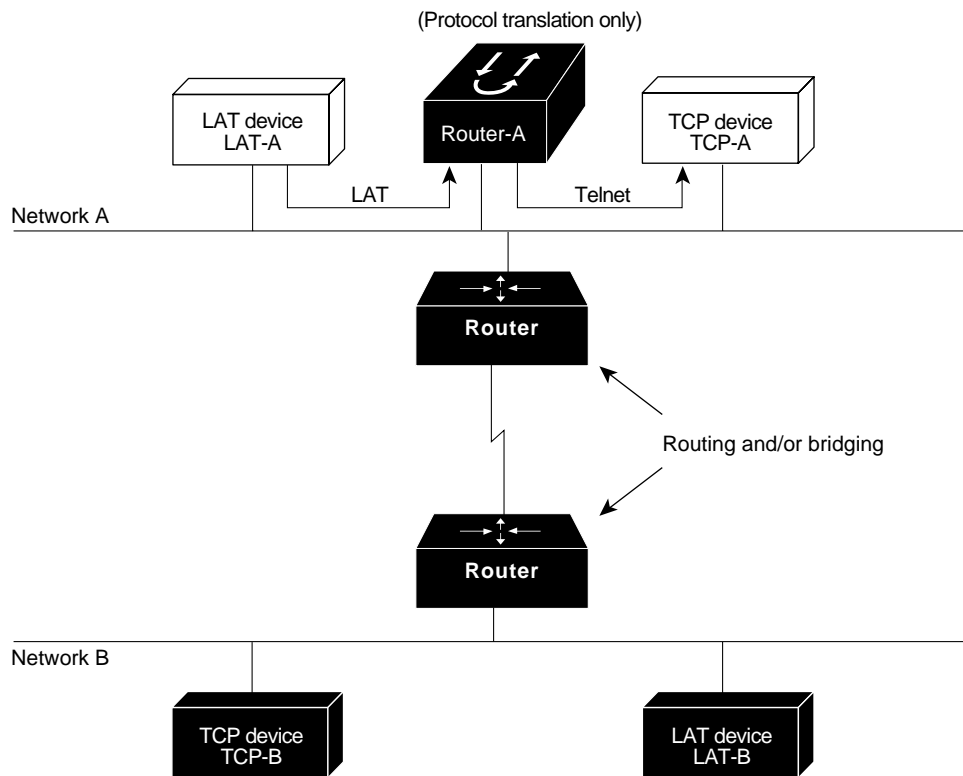 (Protocol translation only)
LAT device
LAT-A
Router-A
TCP device
TCP-A
LAT
Telnet
Network A
Router
Routing and/or bridging
Router
Network B
TCP device
TCP-B
LAT device
LAT-B